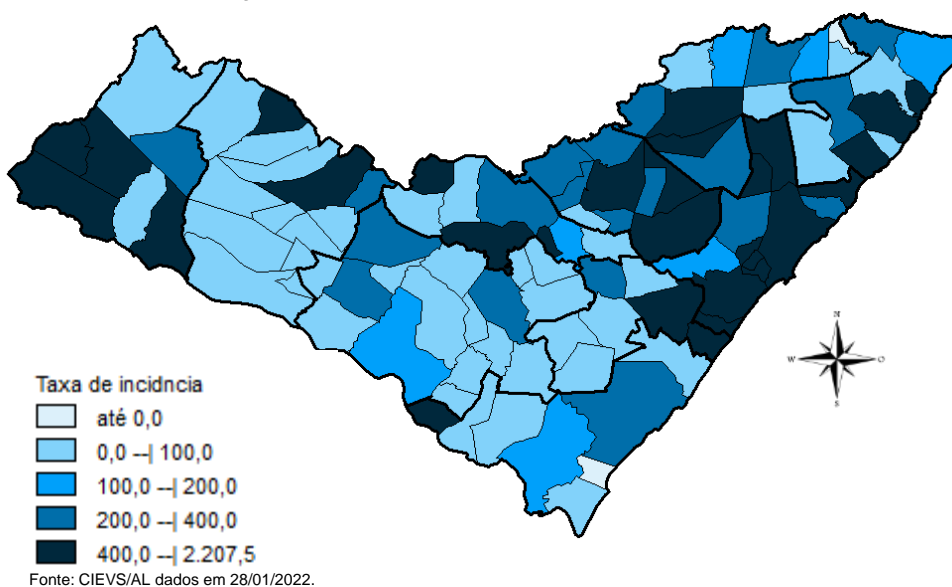 N
W
O
S
Taxa de incidncia
até 0,0
0,0 --| 100,0
100,0 --| 200,0
200,0 --| 400,0
400,0 --| 2.207,5
Fonte: CIEVS/AL dados em 28/01/2022.